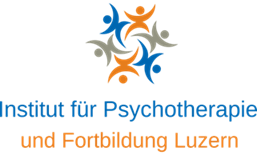 Institut für Psychotherapie
und Fortbildung Luzern